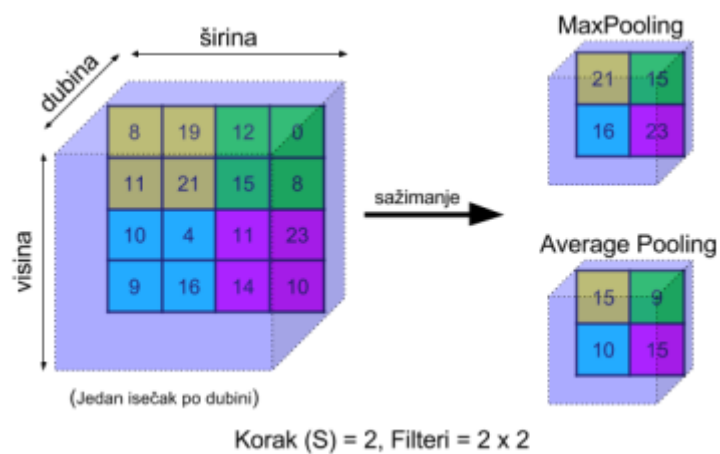 širina
dubina
visina
8 19 12 0
11 21 15 8
10 4 11 23
9 16 14 10
(Jedan isečak po dubini)
sažimanje
MaxPooling
21 15
16 23
Average Pooling
15 9
10 15
Korak (S) = 2, Filteri = 2 x 2